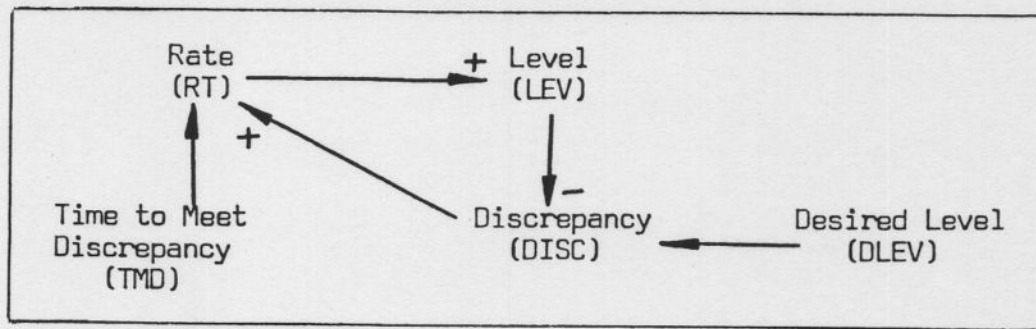 Rate
(RT)
+ Level
(LEV)
+
−
Time to Meet
Discrepancy
(TMD)
Discrepancy
(DISC)
Desired Level
(DLEV)